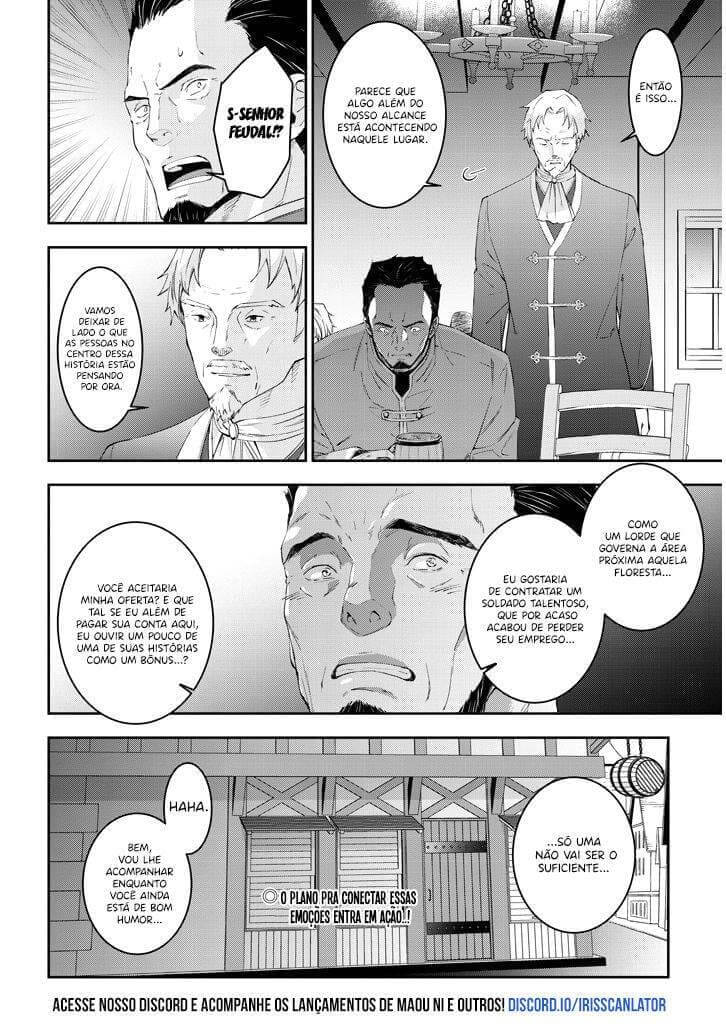 ENTÃO
É ISSO...
PARECE QUE
ALGO ALÉM DO
NOSSO ALCANCE
ESTÁ ACONTECENDO
NAQUELE LUGAR.
S-SENHOR
FEUDAL!?
VAMOS
DEIXAR DE
LADO O QUE
AS PESSOAS NO
CENTRO DESSA
HISTÓRIA ESTÃO
PENSANDO
POR ORA.
COMO
UM LORDE QUE
GOVERNA A ÁREA
PRÓXIMA AQUELA
FLORESTA...
EU GOSTARIA
DE CONTRATAR UM
SOLDADO TALENTOSO,
QUE POR ACASO
ACABOU DE PERDER
SEU EMPREGO...
VOCÊ ACEITARIA
MINHA OFERTA? E QUE
TAL SE EU ALÉM DE
PAGAR SUA CONTA AQUI,
EU OUVIR UM POUCO DE
UMA DE SUAS HISTÓRIAS
COMO UM BÔNUS...?
...SÓ UMA
NÃO VAI SER O
SUFICIENTE...
HAHA.
BEM,
VOU LHE
ACOMPANHAR
ENQUANTO
VOCÊ AINDA
ESTÁ DE BOM
HUMOR...
O PLANO PRA CONECTAR ESSAS
EMOÇÕES ENTRA EM AÇÃO.!
ACESSE NOSSO DISCORD E ACOMPANHE OS LANÇAMENTOS DE MAOU NI E OUTROS! DISCORD.IO/IRISSCANLATOR